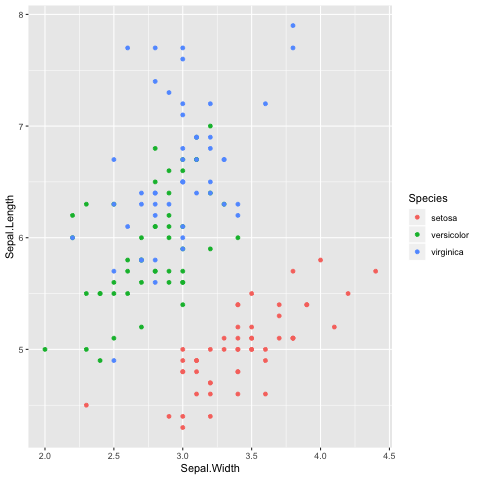 8
7
6
5
Sepal.Length
2.0 2.5 3.0 3.5 4.0 4.5
Sepal.Width
Species
setosa
versicolor
virginica